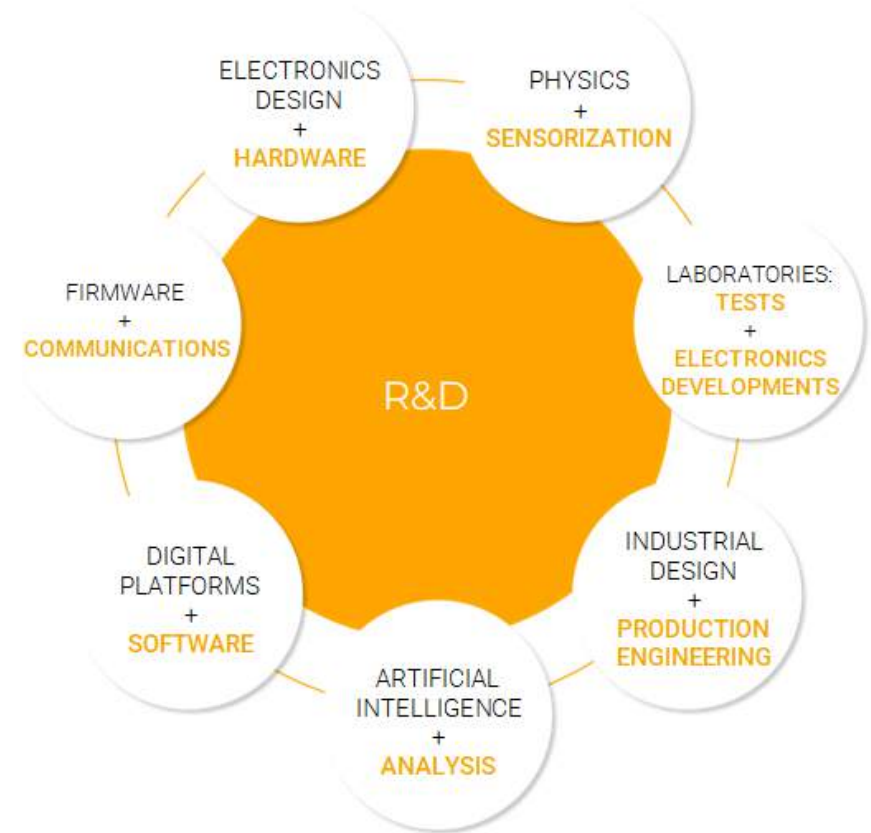 ELECTRONICS
DESIGN
+
HARDWARE
PHYSICS
+
SENSORIZATION
LABORATORIES:
TESTS
+
ELECTRONICS
DEVELOPMENTS
INDUSTRIAL
DESIGN
+
PRODUCTION
ENGINEERING
ARTIFICIAL
INTELLIGENCE
+
ANALYSIS
DIGITAL
PLATFORMS
+
SOFTWARE
FIRMWARE
+
COMMUNICATIONS
R&D